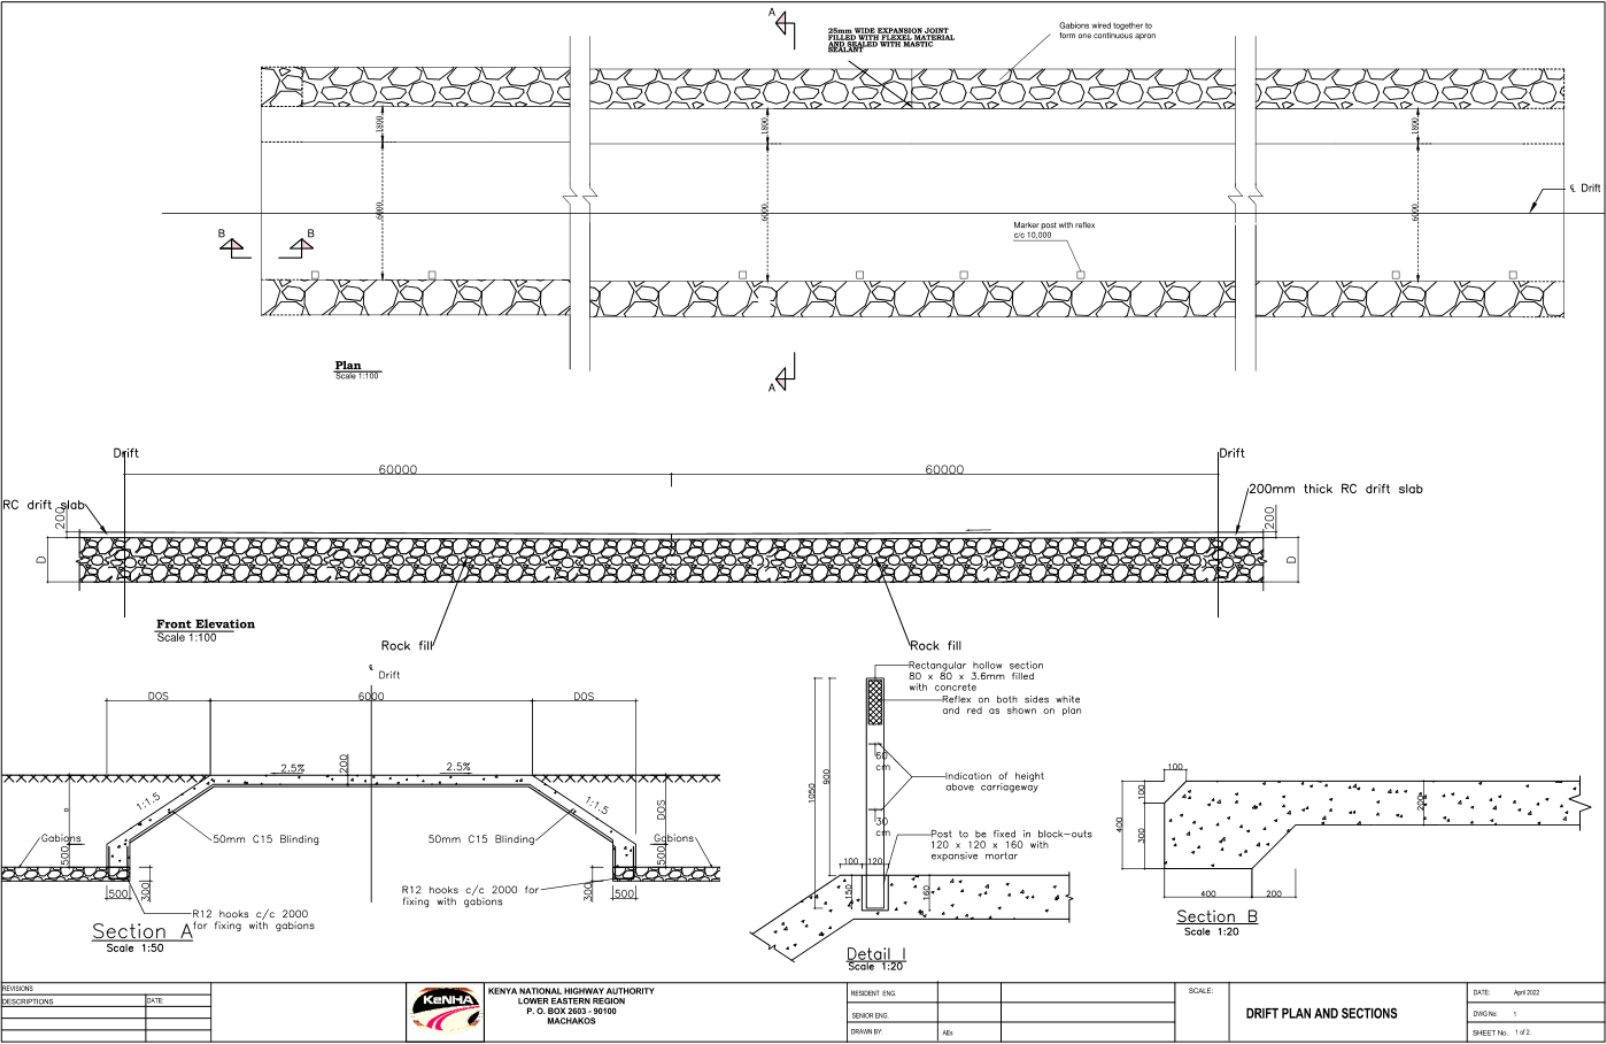 A
25mm WIDE EXPANSION JOINT
FILLED WITH FLEXEL MATERIAL
AND SEALED WITH MASTIC
SEALANT
Gabions wired together to
form one continuous apron
1800
1800
1800
℄ Drift
6000
6000
6000
B
B
Marker post with reflex
c/c 10,000
Plan
Scale 1:100
A
Drift
60000
60000
Drift
RC drift slab
200
200mm thick RC drift slab
200
D
D
Front Elevation
Scale 1:100
Rock fill
Rock fill
℄
Drift
DOS
6000
DOS
2.5%
200
2.5%
1:1.5
1:1.5
DOS
Gabions
50mm C15 Blinding
50mm C15 Blinding
Gabions
500
500
500
300
300
500
R12 hooks c/c 2000 for
fixing with gabions
R12 hooks c/c 2000
for fixing with gabions
Section A
Scale 1:50
Rectangular hollow section
80 x 80 x 3.6mm filled
with concrete
Reflex on both sides white
and red as shown on plan
1050
900
60
cm
Indication of height
above carriageway
30
cm
Post to be fixed in block-outs
120 x 120 x 160 with
expansive mortar
100
120
150
160
Detail I
Scale 1:20
100
100
400
300
200
400
200
Section B
Scale 1:20
REVISIONS
DESCRIPTIONS
DATE:
KeNHA
KENYA NATIONAL HIGHWAY AUTHORITY
LOWER EASTERN REGION
P. O. BOX 2603 - 90100
MACHAKOS
RESIDENT ENG.
SENIOR ENG.
DRAWN BY:
AEs
SCALE:
DRIFT PLAN AND SECTIONS
DATE: April 2022
DWG No: 1
SHEET No. 1 of 2.